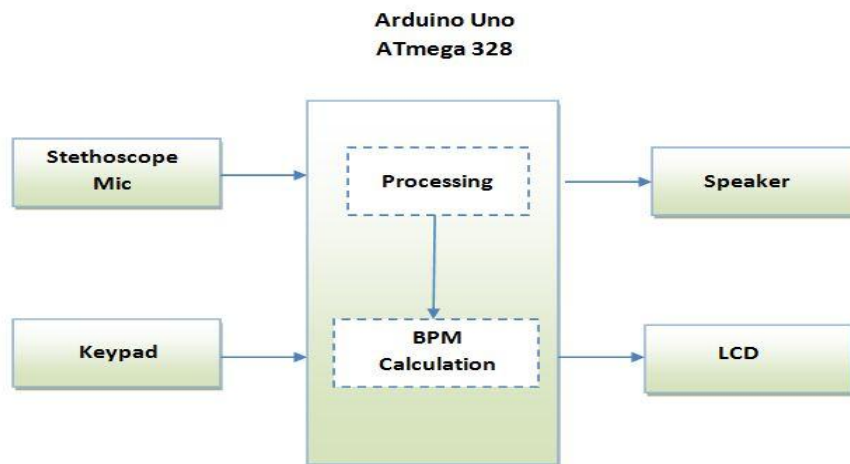 Arduino Uno
ATmega 328
Stethoscope
Mic
Processing
Speaker
Keypad
BPM
Calculation
LCD